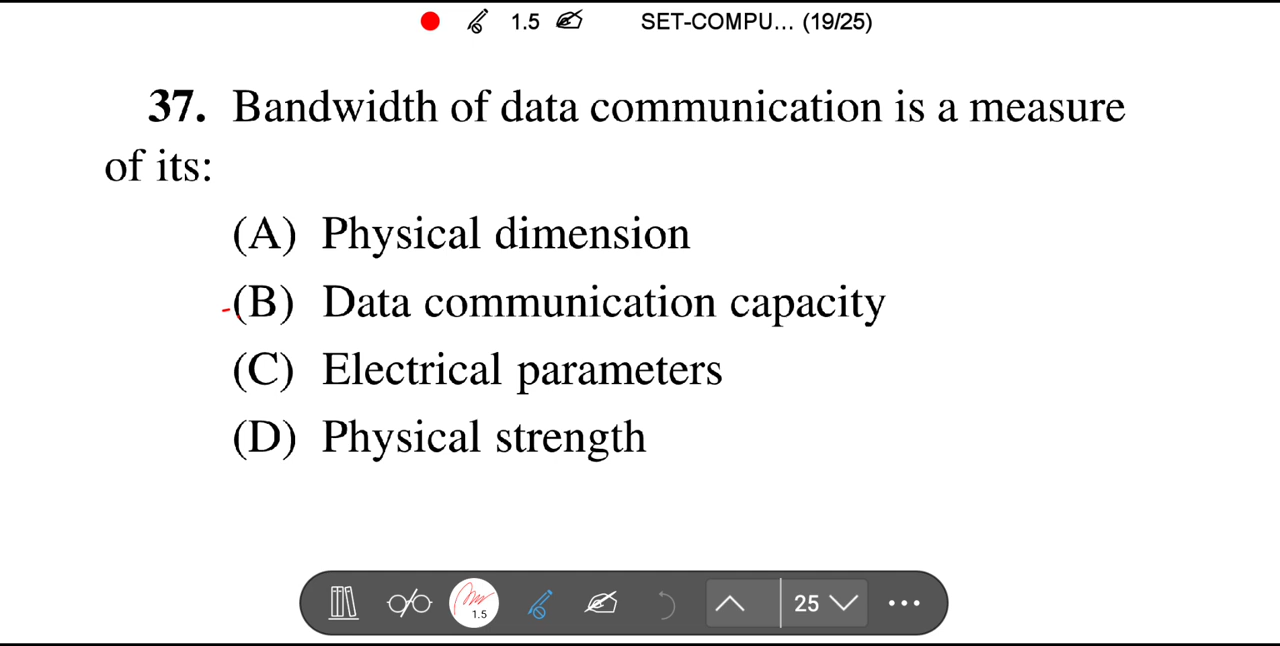 1.5 SET-COMPU... (19/25)
37. Bandwidth of data communication is a measure
of its:
(A) Physical dimension
(B) Data communication capacity
(C) Electrical parameters
(D) Physical strength
1.5 25